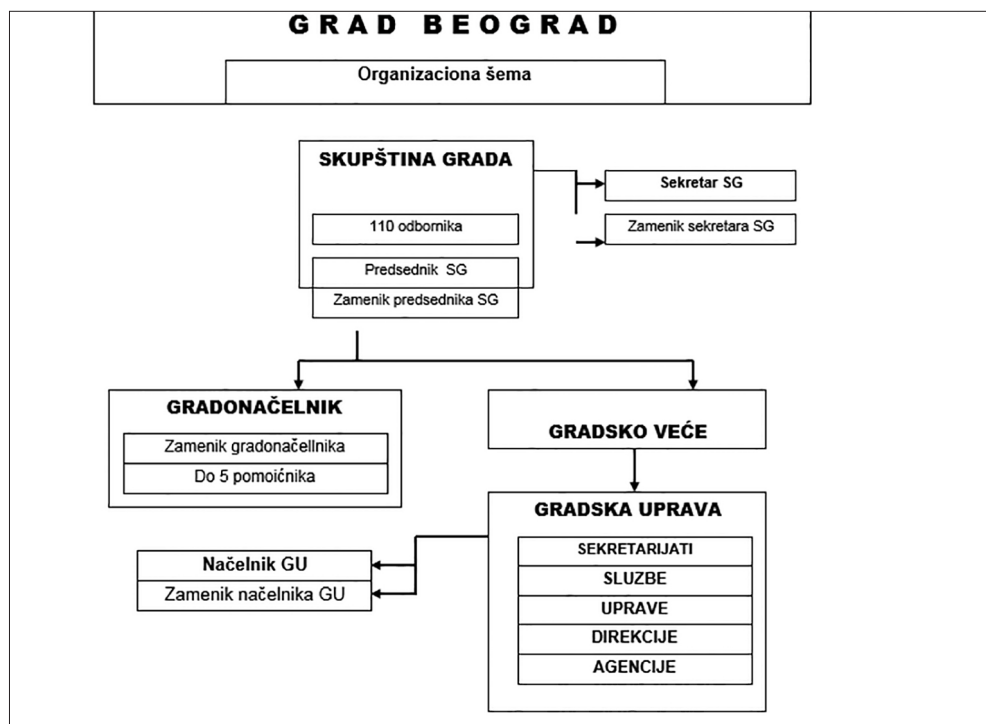 GRAD BEOGRAD
Organizaciona šema
SKUPŠTINA GRADA
110 odbornika
Predsednik SG
Zamenik predsednika SG
Sekretar SG
Zamenik sekretara SG
GRADONAČELNIK
Zamenik gradonačellnika
Do 5 pomoićnika
GRADSKO VEĆE
GRADSKA UPRAVA
SEKRETARIJATI
SLUZBE
UPRAVE
DIREKCIJE
AGENCIJE
Načelnik GU
Zamenik načelnika GU